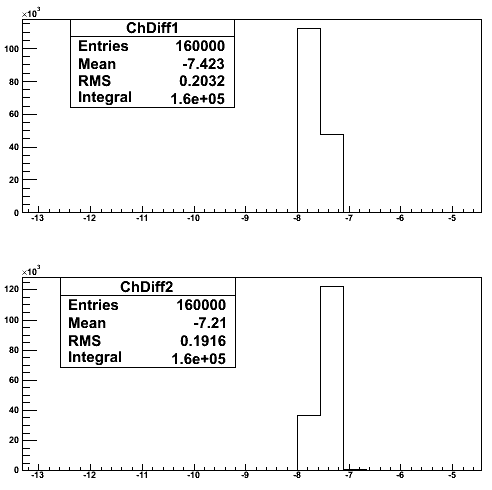 ×10³
ChDiff1
Entries 160000
Mean -7.423
RMS 0.2032
Integral 1.6e+05
100
80
60
40
20
0
-13 -12 -11 -10 -9 -8 -7 -6 -5
×10³
ChDiff2
Entries 160000
Mean -7.21
RMS 0.1916
Integral 1.6e+05
120
100
80
60
40
20
0
-13 -12 -11 -10 -9 -8 -7 -6 -5